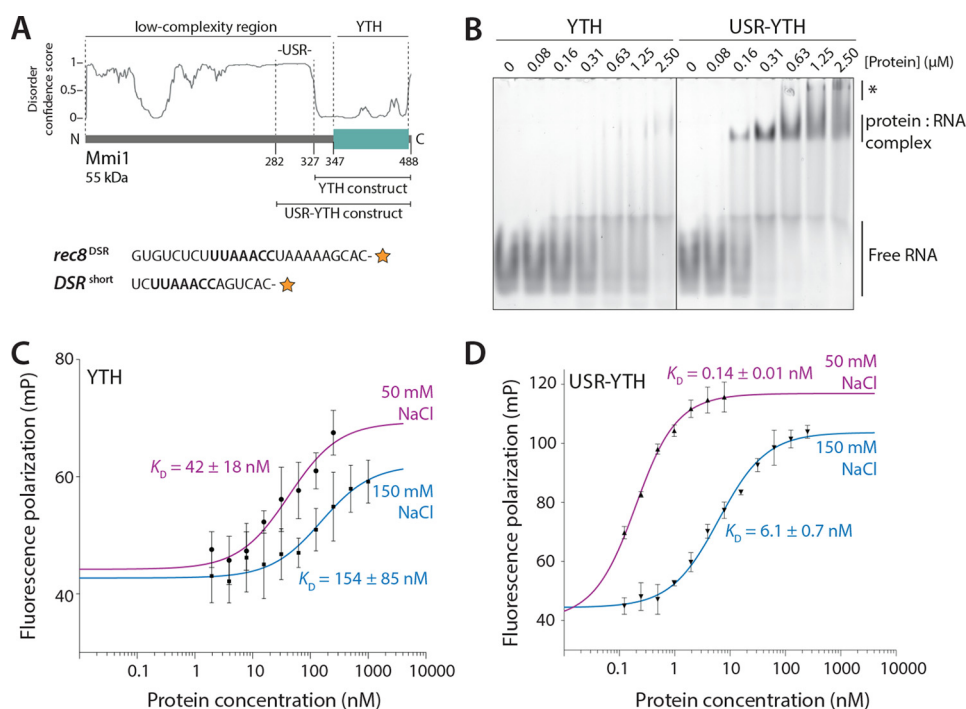 A
low-complexity region
YTH
-USR-
Disorder
confidence score
1
0.5
0
N
C
Mmi1
55 kDa
282 327 347 488
YTH construct
USR-YTH construct
rec8DSR GUGUCUCUUUAAACCUAAAAAGCAC-
DSRshort UCUUAAACCAGUCAC-
B
YTH USR-YTH
0 0.08 0.16 0.31 0.63 1.25 2.50 0 0.08 0.16 0.31 0.63 1.25 2.50 [Protein] (μM)
*
protein : RNA
complex
Free RNA
C
YTH
Fluorescence polarization (mP)
80
60
40
50 mM
NaCl
KD = 42 ± 18 nM
150 mM
NaCl
KD = 154 ± 85 nM
0.1 1 10 100 1000 10000
Protein concentration (nM)
D
USR-YTH
Fluorescence polarization (mP)
120
100
80
60
40
KD = 0.14 ± 0.01 nM
50 mM
NaCl
150 mM
NaCl
KD = 6.1 ± 0.7 nM
0.1 1 10 100 1000 10000
Protein concentration (nM)